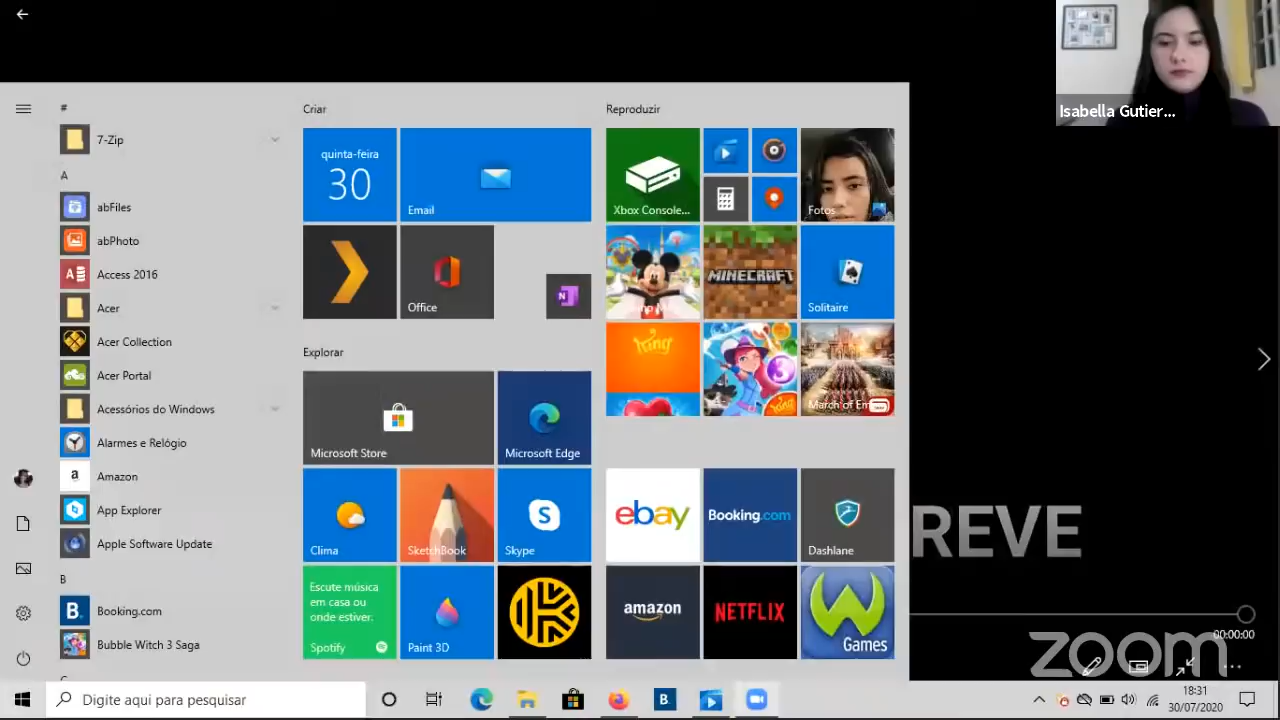 Isabella Gutier...
#
7-Zip
A
abFiles
abPhoto
Access 2016
Acer
Acer Collection
Acer Portal
Acessórios do Windows
Alarmes e Relógio
Amazon
App Explorer
Apple Software Update
B
Booking.com
Bubble Witch 3 Saga
Criar
quinta-feira
30
Email
Office
Explorar
Microsoft Store
Microsoft Edge
Clima
SketchBook
Skype
Escute música
em casa ou
onde estiver.
Spotify
Paint 3D
Reproduzir
Xbox Console...
Fotos
MINECRAFT
Solitaire
King
3
King
March of Em
ebay
Booking.com
Dashlane
amazon
NETFLIX
Games
REVE
00:00:00
zoom
Digite aqui para pesquisar
B.
18:31
30/07/2020